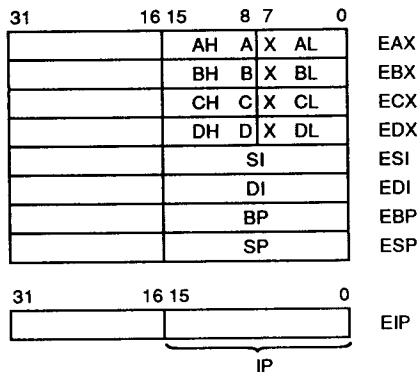 31 16 15 8 7 0
AH A X AL EAX
BH B X BL EBX
CH C X CL ECX
DH D X DL EDX
SI ESI
DI EDI
BP EBP
SP ESP
31 16 15 0
EIP
IP